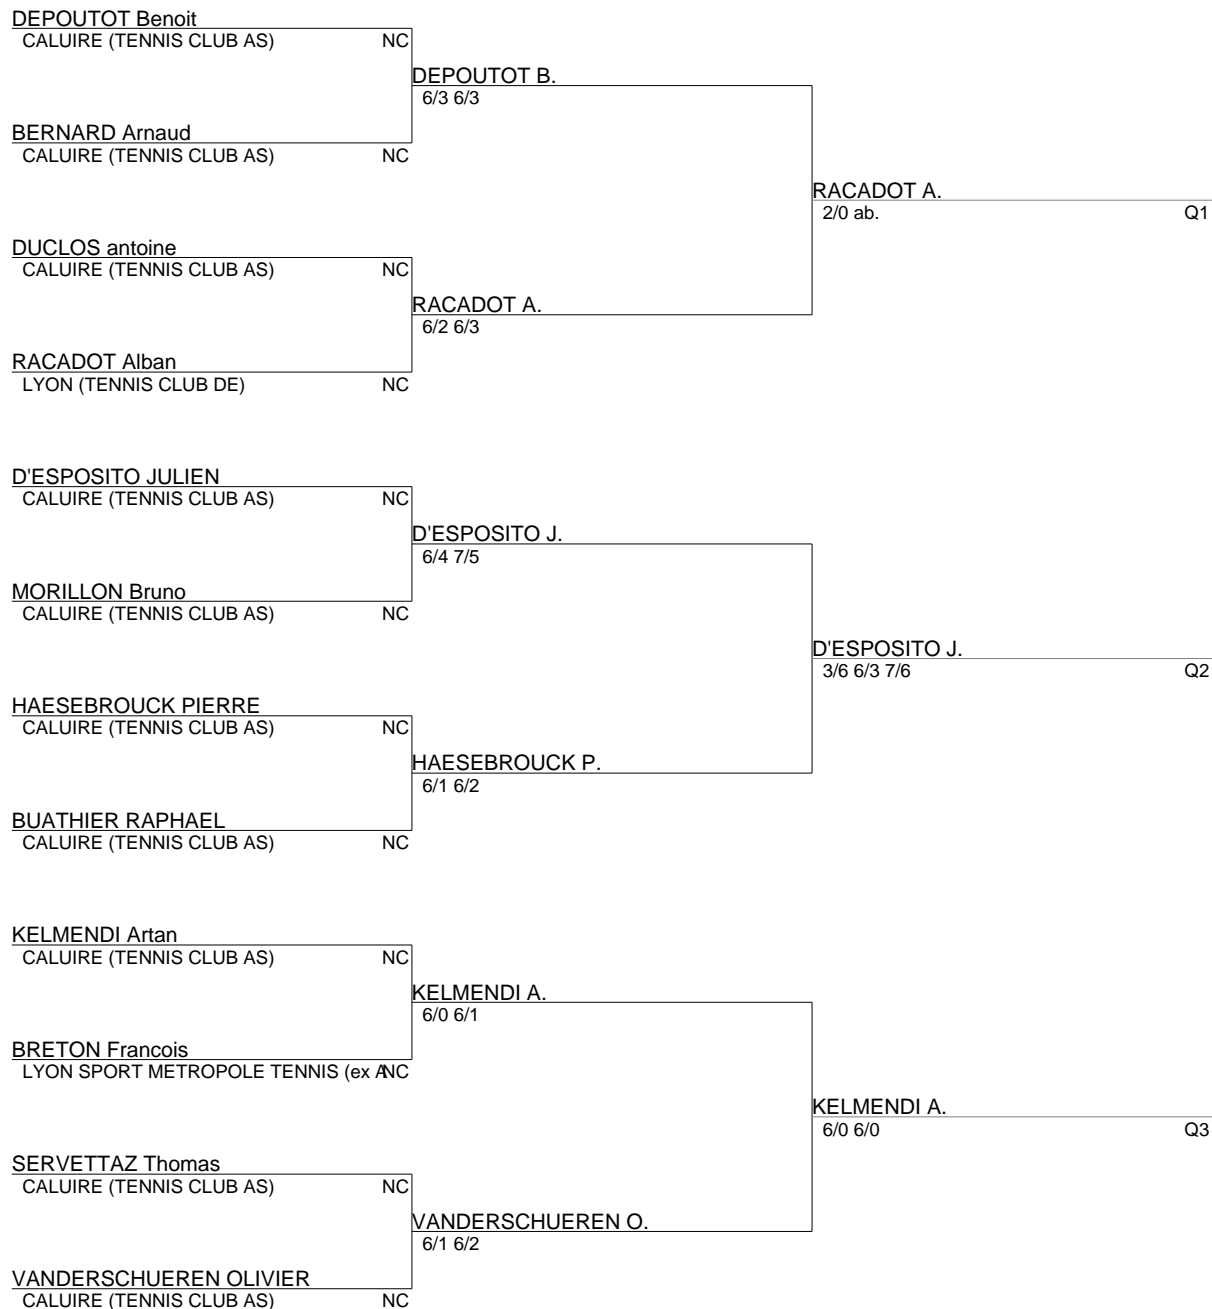 DEPOUTOT Benoit
CALUIRE (TENNIS CLUB AS) NC
DEPOUTOT B.
6/3 6/3
BERNARD Arnaud
CALUIRE (TENNIS CLUB AS) NC
RACADOT A.
2/0 ab. Q1
DUCLOS antoine
CALUIRE (TENNIS CLUB AS) NC
RACADOT A.
6/2 6/3
RACADOT Alban
LYON (TENNIS CLUB DE) NC
D'ESPOSITO JULIEN
CALUIRE (TENNIS CLUB AS) NC
D'ESPOSITO J.
6/4 7/5
MORILLON Bruno
CALUIRE (TENNIS CLUB AS) NC
D'ESPOSITO J.
3/6 6/3 7/6 Q2
HAESEBROUCK PIERRE
CALUIRE (TENNIS CLUB AS) NC
HAESEBROUCK P.
6/1 6/2
BUATHIER RAPHAEL
CALUIRE (TENNIS CLUB AS) NC
KELMENDI Artan
CALUIRE (TENNIS CLUB AS) NC
KELMENDI A.
6/0 6/1
BRETON Francois
LYON SPORT METROPOLE TENNIS (ex A NC
KELMENDI A.
6/0 6/0 Q3
SERVETTAZ Thomas
CALUIRE (TENNIS CLUB AS) NC
VANDERSCHUEREN O.
6/1 6/2
VANDERSCHUEREN OLIVIER
CALUIRE (TENNIS CLUB AS) NC